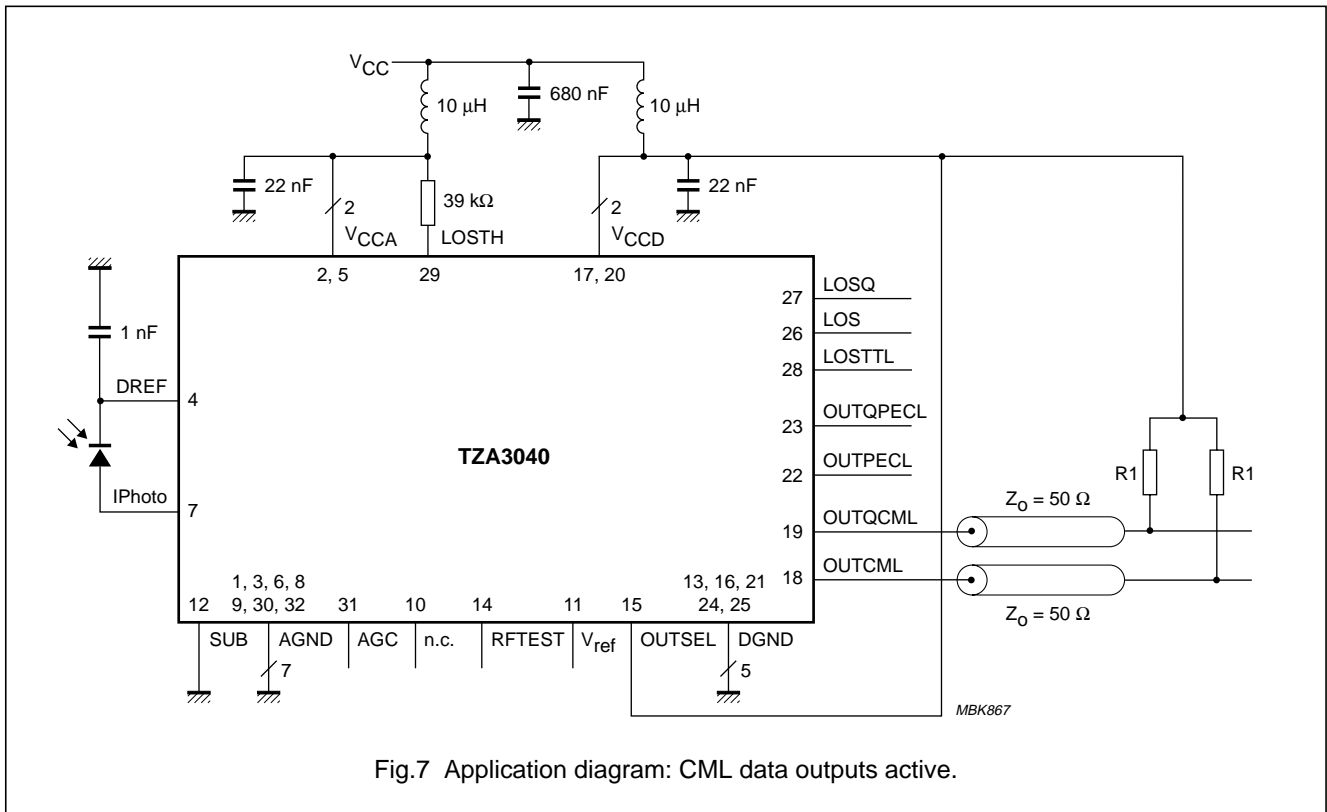 VCC
10 μH
680 nF
10 μH
22 nF
39 kΩ
22 nF
2
VCCA
LOSTH
2
VCCD
2, 5
29
17, 20
27
LOSQ
26
LOS
28
LOSTTL
1 nF
DREF
4
23
OUTQPECL
TZA3040
22
OUTPECL
R1
R1
IPhoto
7
Zo = 50 Ω
19
OUTQCML
18
OUTCML
Zo = 50 Ω
12
1, 3, 6, 8
9, 30, 32
31
10
14
11
15
13, 16, 21
24, 25
SUB
AGND
AGC
n.c.
RFTEST
Vref
OUTSEL
DGND
7
5
MBK867
Fig.7 Application diagram: CML data outputs active.